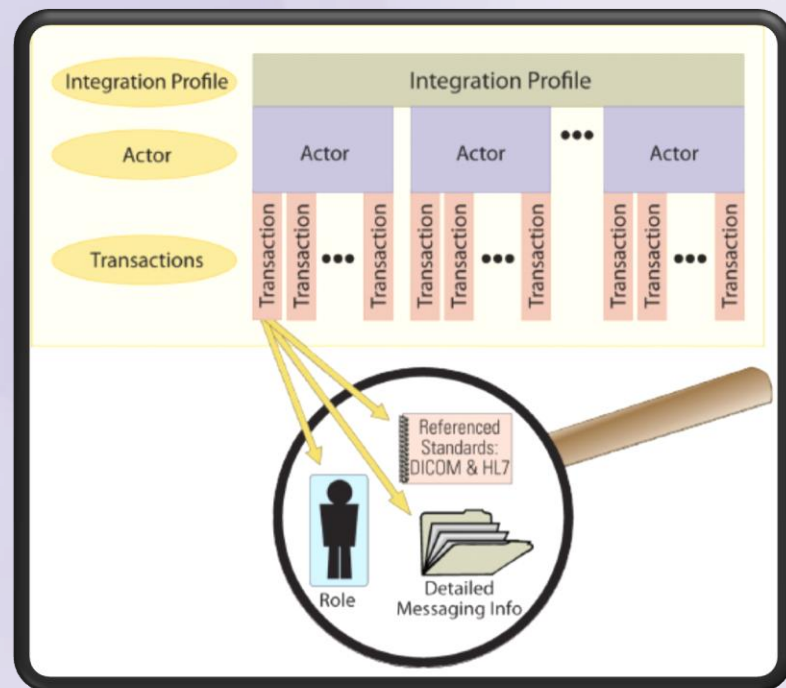 Integration Profile
Integration Profile
Actor
Actor
Actor
•••
Actor
Transactions
Transaction
Transaction
•••
Transaction
Transaction
Transaction
•••
Transaction
Transaction
Transaction
•••
Transaction
Referenced
Standards:
DICOM & HL7
Role
Detailed
Messaging Info